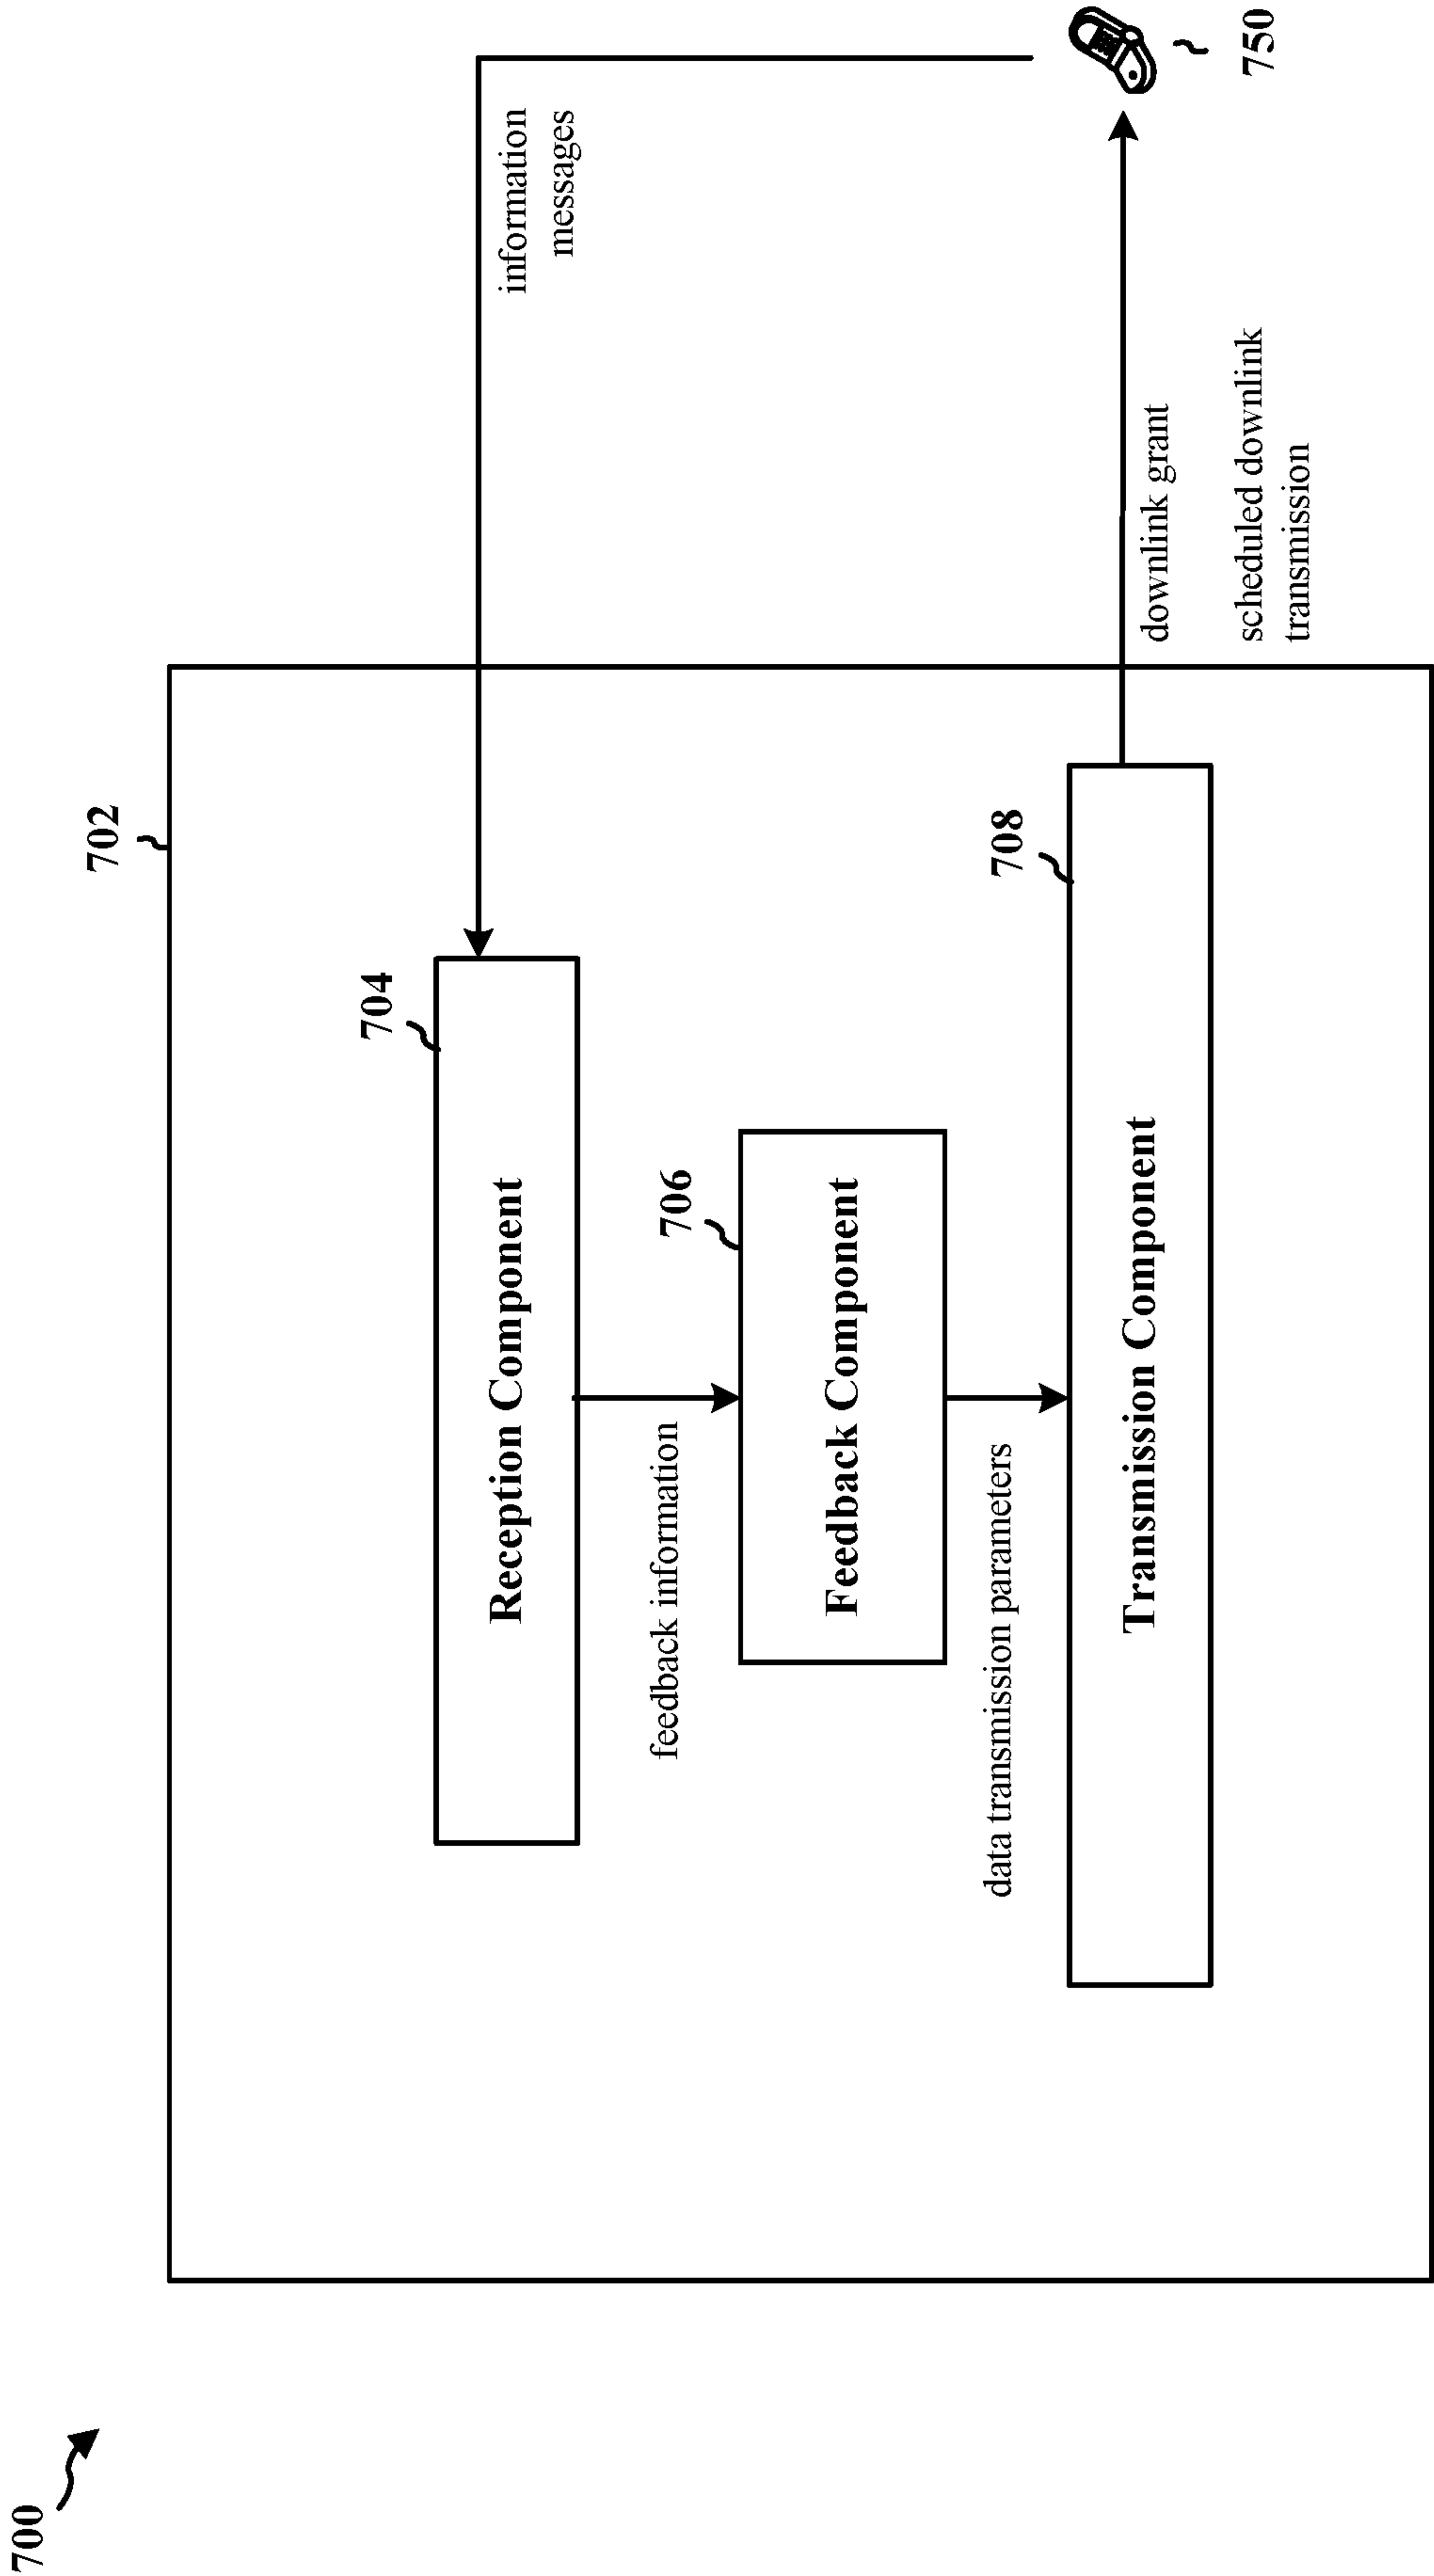 700
702
704
Reception Component
information
messages
feedback information
706
Feedback Component
data transmission parameters
708
Transmission Component
downlink grant
scheduled downlink
transmission
750